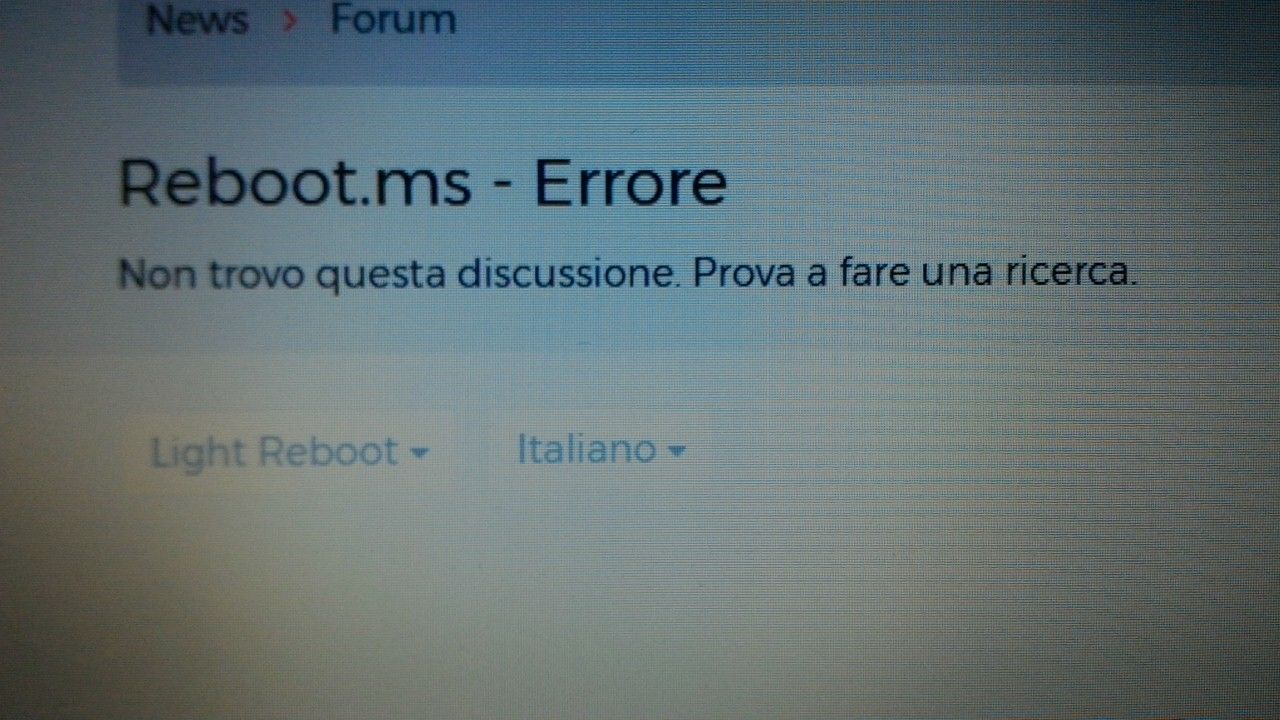 News > Forum
Reboot.ms - Errore
Non trovo questa discussione. Prova a fare una ricerca.
Light Reboot Italiano